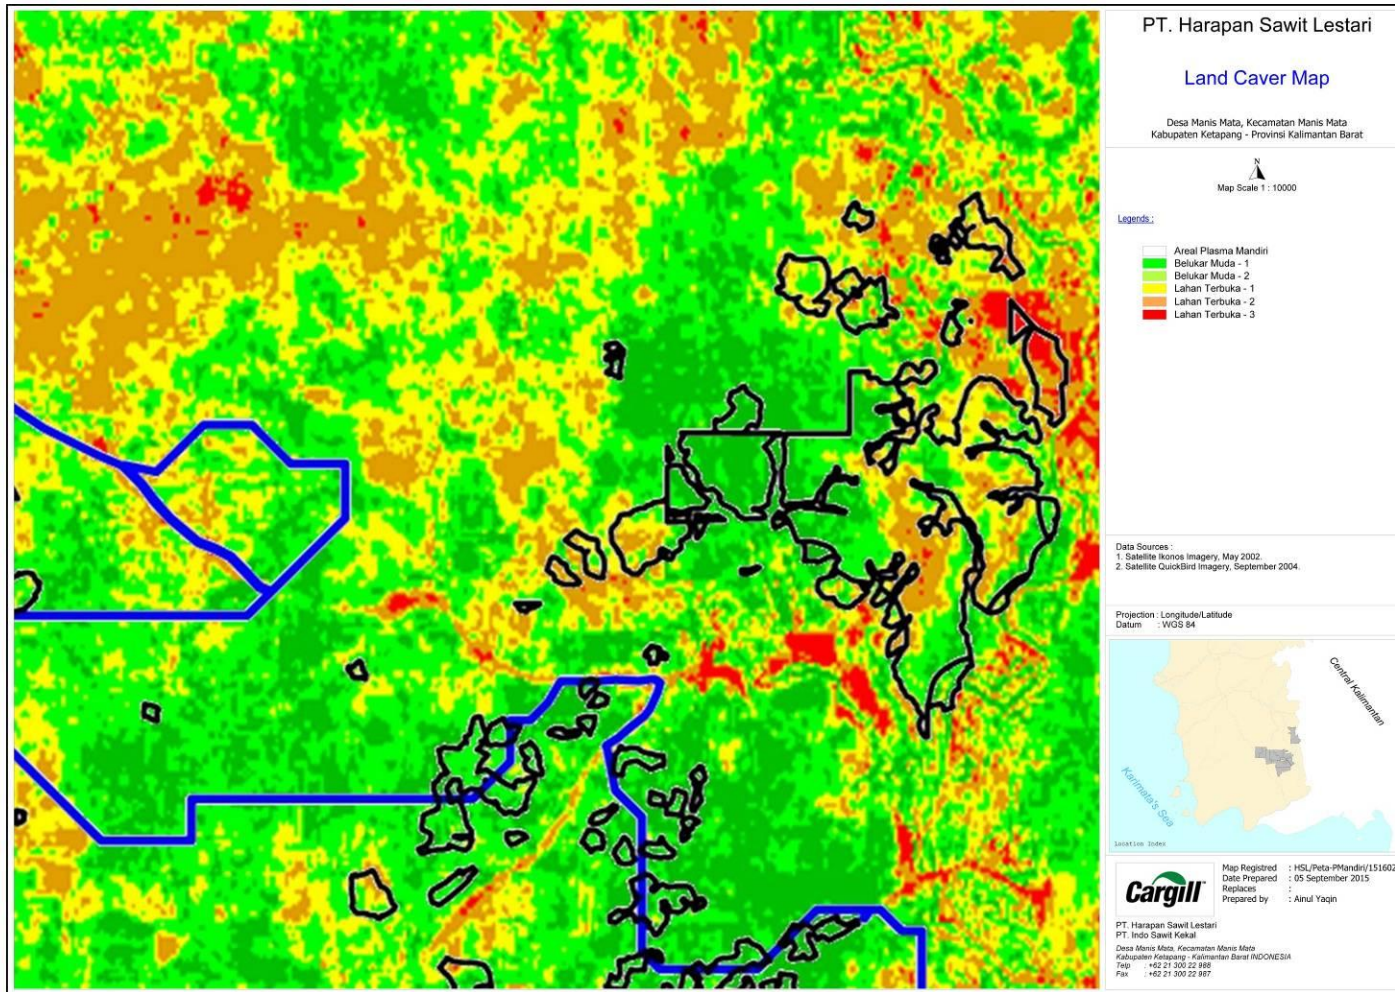 PT. Harapan Sawit Lestari
Land Caver Map
Desa Manis Mata, Kecamatan Manis Mata
Kabupaten Ketapang - Provinsi Kalimantan Barat
N
Map Scale 1 : 10000
Legends :
Areal Plasma Mandiri
Belukar Muda - 1
Belukar Muda - 2
Lahan Terbuka - 1
Lahan Terbuka - 2
Lahan Terbuka - 3
Data Sources :
1. Satellite Ikonos Imagery, May 2002.
2. Satellite QuickBird Imagery, September 2004.
Projection : Longitude/Latitude
Datum : WGS 84
Central Kalimantan
Karimata's Sea
Location Index
Cargill™
Map Registred : HSL/Peta-PMandiri/151602
Date Prepared : 05 September 2015
Replaces :
Prepared by : Ainul Yaqin
PT. Harapan Sawit Lestari
PT. Indo Sawit Kekal
Desa Manis Mata, Kecamatan Manis Mata
Kabupaten Ketapang - Kalimantan Barat INDONESIA
Telp : +62 21 300 22 988
Fax : +62 21 300 22 987